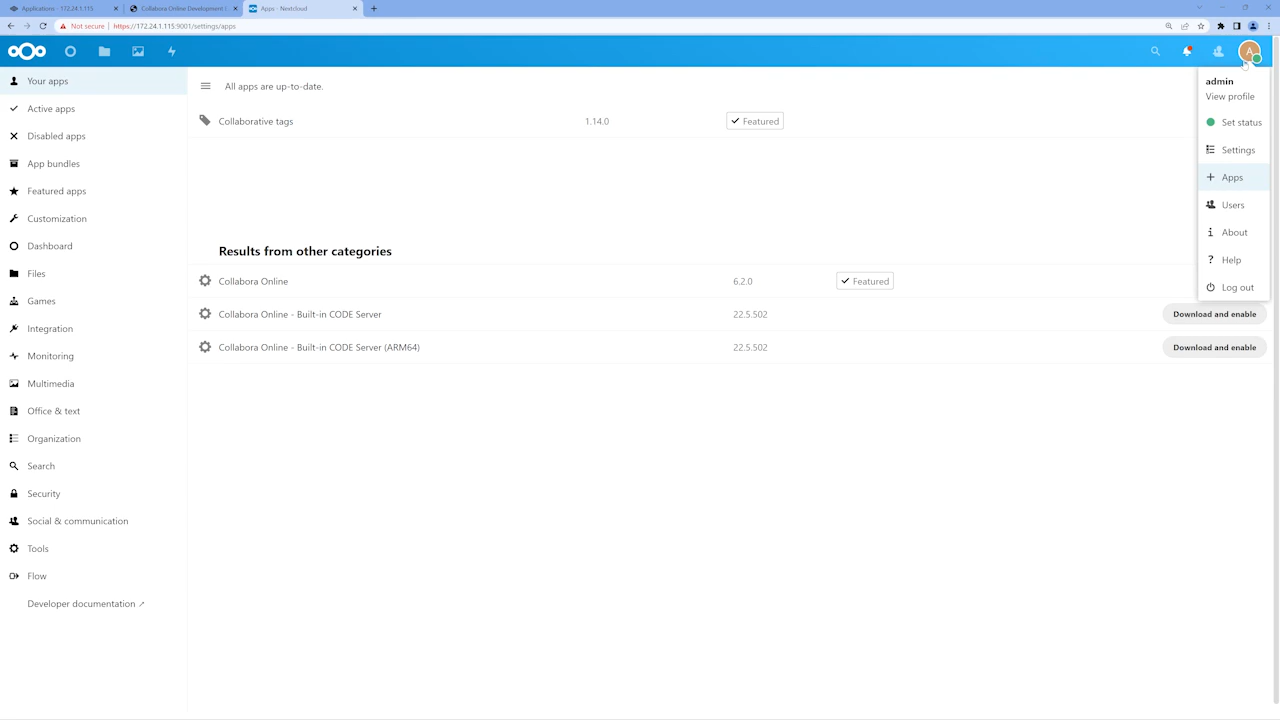 Applications - 172.24.1.115
Collabora Online Development I
Apps - Nextcloud
Not secure
https://172.24.1.115:9001/settings/apps
A
Your apps
Active apps
Disabled apps
App bundles
Featured apps
Customization
Dashboard
Files
Games
Integration
Monitoring
Multimedia
Office & text
Organization
Search
Security
Social & communication
Tools
Flow
Developer documentation ↗
All apps are up-to-date.
Collaborative tags 1.14.0 Featured
Results from other categories
Collabora Online 6.2.0 Featured
Collabora Online - Built-in CODE Server 22.5.502 Download and enable
Collabora Online - Built-in CODE Server (ARM64) 22.5.502 Download and enable
admin
View profile
Set status
Settings
Apps
Users
About
Help
Log out